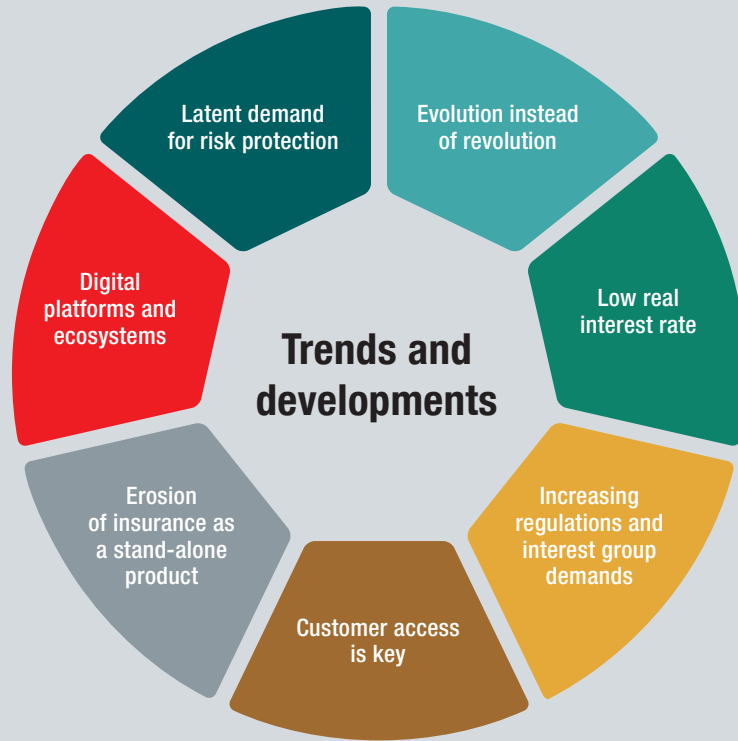 Trends and
developments
Evolution instead
of revolution
Low real
interest rate
Increasing
regulations and
interest group
demands
Customer access
is key
Erosion
of insurance as
a stand-alone
product
Digital
platforms and
ecosystems
Latent demand
for risk protection